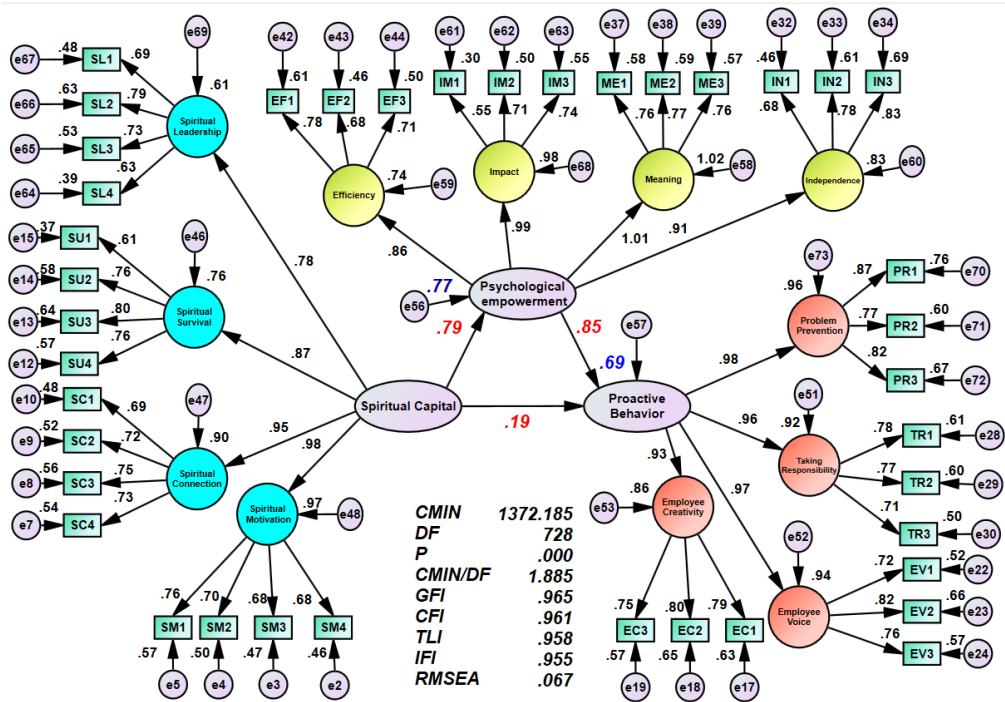 e69
e67 .48 SL1 .69
e66 .63 SL2 .79
e65 .53 SL3 .73
e64 .39 SL4 .63
.61
Spiritual
Leadership
e42 e43 e44
.61 .46 .50
EF1 EF2 EF3
.78 .68 .71
Efficiency
.74 e59
e61 e62 e63
.30 .50 .55
IM1 IM2 IM3
.55 .71 .74
Impact
.98 e68
e37 e38 e39
.58 .59 .57
ME1 ME2 ME3
.76 .77 .76
Meaning
1.02 e58
e32 e33 e34
.46 .61 .69
IN1 IN2 IN3
.68 .78 .83
Independence
.83 e60
.86 .99 1.01 .91
e15 .37 SU1 .61
e14 .58 SU2 .76
e13 .64 SU3 .80
e12 .57 SU4 .76
e46
.76
Spiritual
Survival
.78
.87
e56 .77
Psychological
empowerment
.79 .85
e57
.69
Spiritual Capital
.19
Proactive
Behavior
e73
.96
Problem
Prevention
.87 PR1 .76 e70
.77 PR2 .60 e71
.82 PR3 .67 e72
.98
e10 .48 SC1 .69
e9 .52 SC2 .72
e8 .56 SC3 .75
e7 .54 SC4 .73
e47
.90
Spiritual
Connection
.95
.98
Spiritual
Motivation
.97 e48
.76 .70 .68 .68
SM1 SM2 SM3 SM4
.57 .50 .47 .46
e5 e4 e3 e2
CMIN 1372.185
DF 728
P .000
CMIN/DF 1.885
GFI .965
CFI .961
TLI .958
IFI .955
RMSEA .067
.93
e53 .86
Employee
Creativity
.75 .80 .79
EC3 EC2 EC1
.57 .65 .63
e19 e18 e17
.96
e51
.92
Taking
Responsibility
.78 TR1 .61 e28
.77 TR2 .60 e29
.71 TR3 .50 e30
.97
e52
.94
Employee
Voice
.72 EV1 .52 e22
.82 EV2 .66 e23
.76 EV3 .57 e24